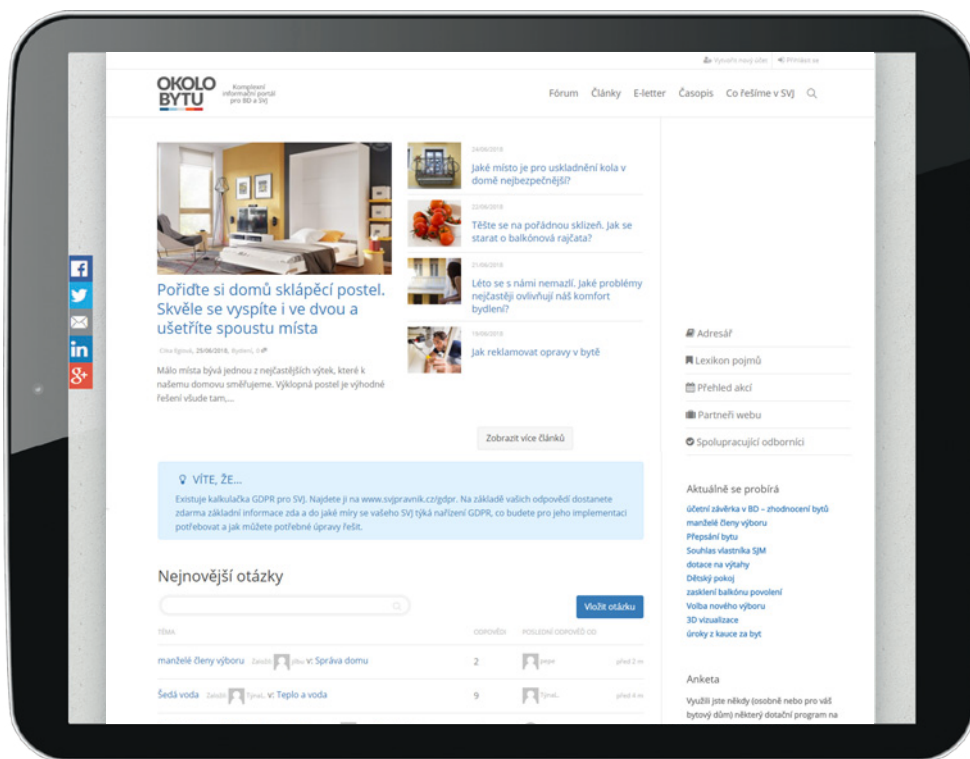 Vytvořit nový účet Přihlásit se
OKOLO
BYTU
Komplexní
informační portál
pro BD a SVJ
Fórum Články E-letter Časopis Co řešíme v SVJ
Pořiďte si domů sklápěcí postel.
Skvěle se vyspíte i ve dvou a
ušetříte spoustu místa
25/06/2018, Bydlení, 0
Málo místa bývá jednou z nejčastějších výtek, které k
našemu domovu směřujeme. Výklopná postel je výhodné
řešení všude tam,...
24/06/2018
Jaké místo je pro uskladnění kola v
domě nejbezpečnější?
22/06/2018
Těšte se na pořádnou sklizeň. Jak se
starat o balkónová rajčata?
21/06/2018
Léto se s námi nemazlí. Jaké problémy
nejčastěji ovlivňují náš komfort
bydlení?
19/06/2018
Jak reklamovat opravy v bytě
Zobrazit více článků
VÍTE, ŽE...
Existuje kalkulačka GDPR pro SVJ. Najdete ji na www.svjpravnik.cz/gdpr. Na základě vašich odpovědí dostanete
zdarma základní informace zda a do jaké míry se vašeho SVJ týká nařízení GDPR, co budete pro jeho implementaci
potřebovat a jak můžete potřebné úpravy řešit.
Nejnovější otázky
Vložit otázku
TÉMA ODPOVĚDI POSLEDNÍ ODPOVĚĎ OD
manželé členy výboru Založil jitbu v: Správa domu 2 pepe před 2 m
Šedá voda Založil TýnaL. v: Teplo a voda 9 TýnaL. před 4 m
Adresář
Lexikon pojmů
Přehled akcí
Partneři webu
Spolupracující odborníci
Aktuálně se probírá
účetní závěrka v BD – zhodnocení bytů
manželé členy výboru
Přepsání bytu
Souhlas vlastníka SJM
dotace na výtahy
Dětský pokoj
zasklení balkónu povolení
Volba nového výboru
3D vizualizace
úroky z kauce za byt
Anketa
Využili jste někdy (osobně nebo pro váš
bytový dům) některý dotační program na
f
in
g+